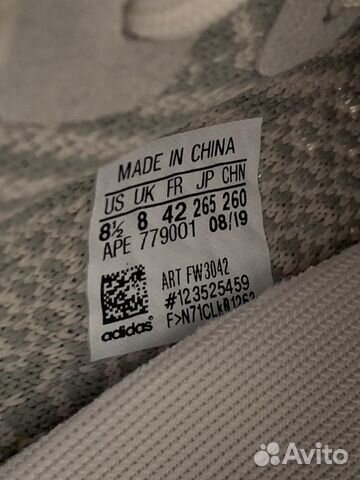 MADE IN CHINA
US UK FR JP CHN
8½ 8 42 265 260
APE 779001 08/19
ART FW3042
#123525459
adidas
Avito